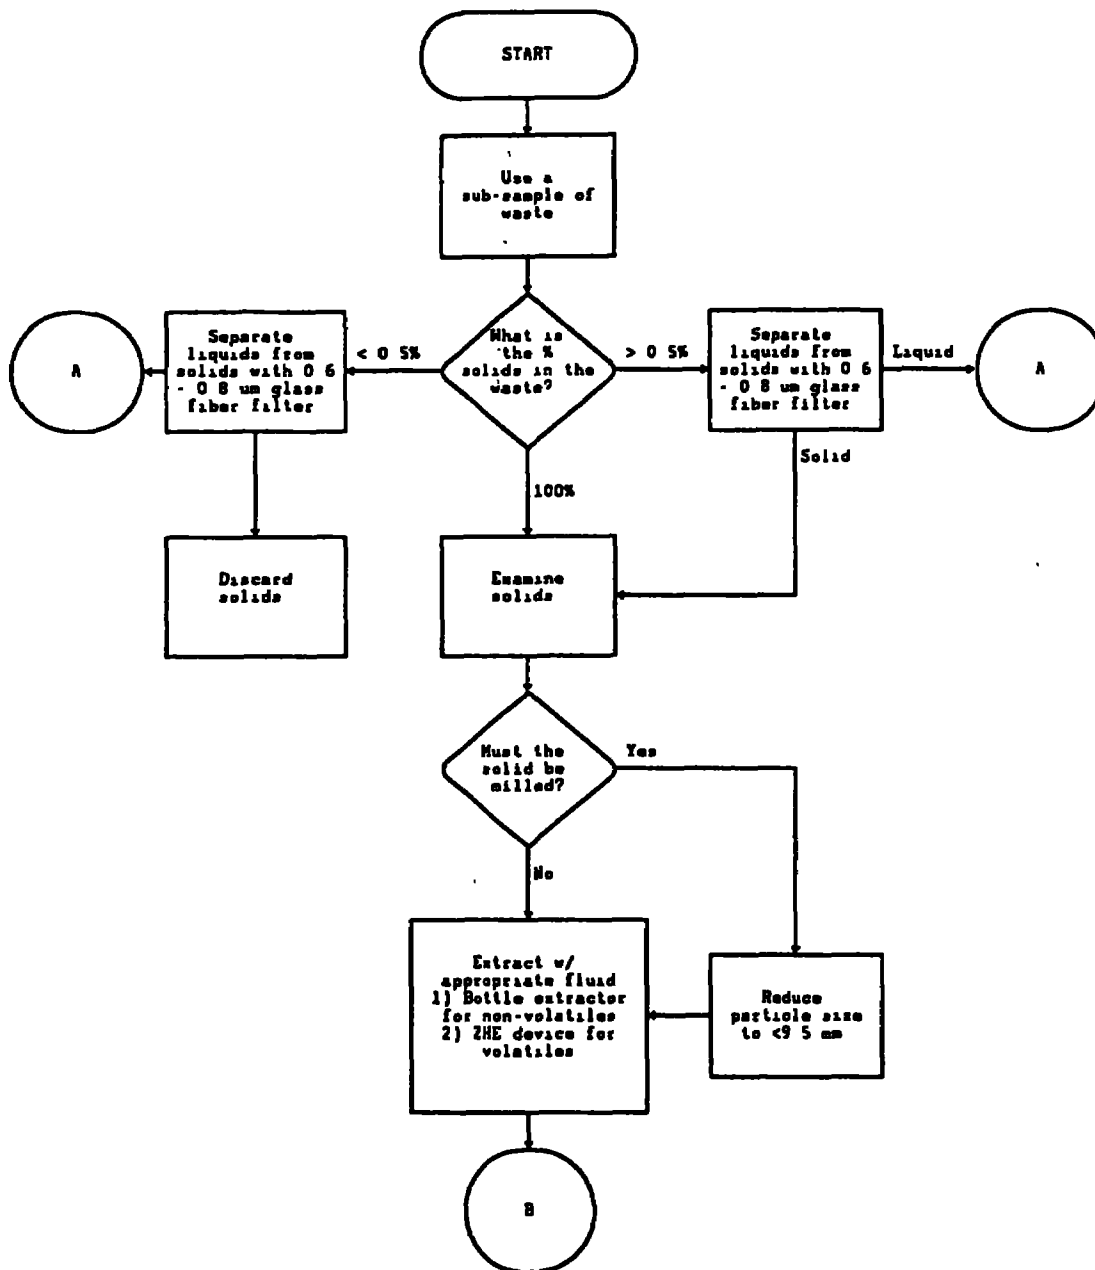 START
Use a
sub-sample of
waste
What is
the %
solids in the
waste?
< 0 5%
> 0 5%
Separate
liquids from
solids with 0 6
- 0 8 um glass
fiber filter
A
Separate
liquids from
solids with 0 6
- 0 8 um glass
fiber filter
Liquid
A
Solid
100%
Discard
solids
Examine
solids
Must the
solid be
milled?
Yes
No
Extract w/
appropriate fluid
1) Bottle extractor
for non-volatiles
2) ZHE device for
volatiles
Reduce
particle size
to <9 5 mm
B